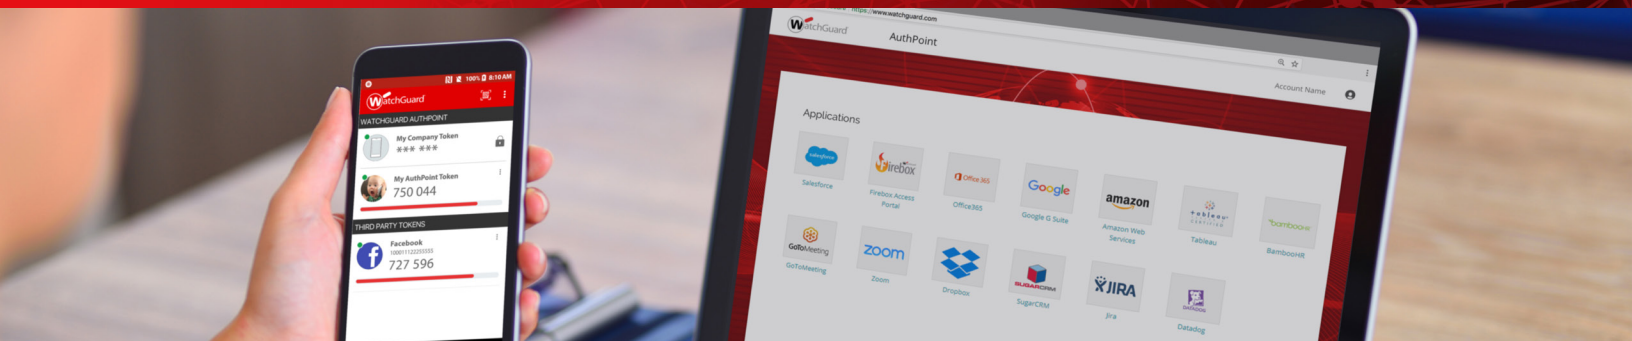 100% 8:10 AM
WatchGuard
WATCHGUARD AUTHPOINT
My Company Token
*** ***
My AuthPoint Token
750 044
THIRD PARTY TOKENS
Facebook
100011122255555
727 596
https://www.watchguard.com
WatchGuard
AuthPoint
Account Name
Applications
salesforce
Firebox
Office 365
Google
amazon
tableau
CERTIFIED
bambooHR
Salesforce
Firebox Access
Portal
Office365
Google G Suite
Amazon Web
Services
Tableau
BambooHR
GoToMeeting
zoom
SUGARCRM
JIRA
DATADOG
GoToMeeting
Zoom
Dropbox
SugarCRM
Jira
Datadog